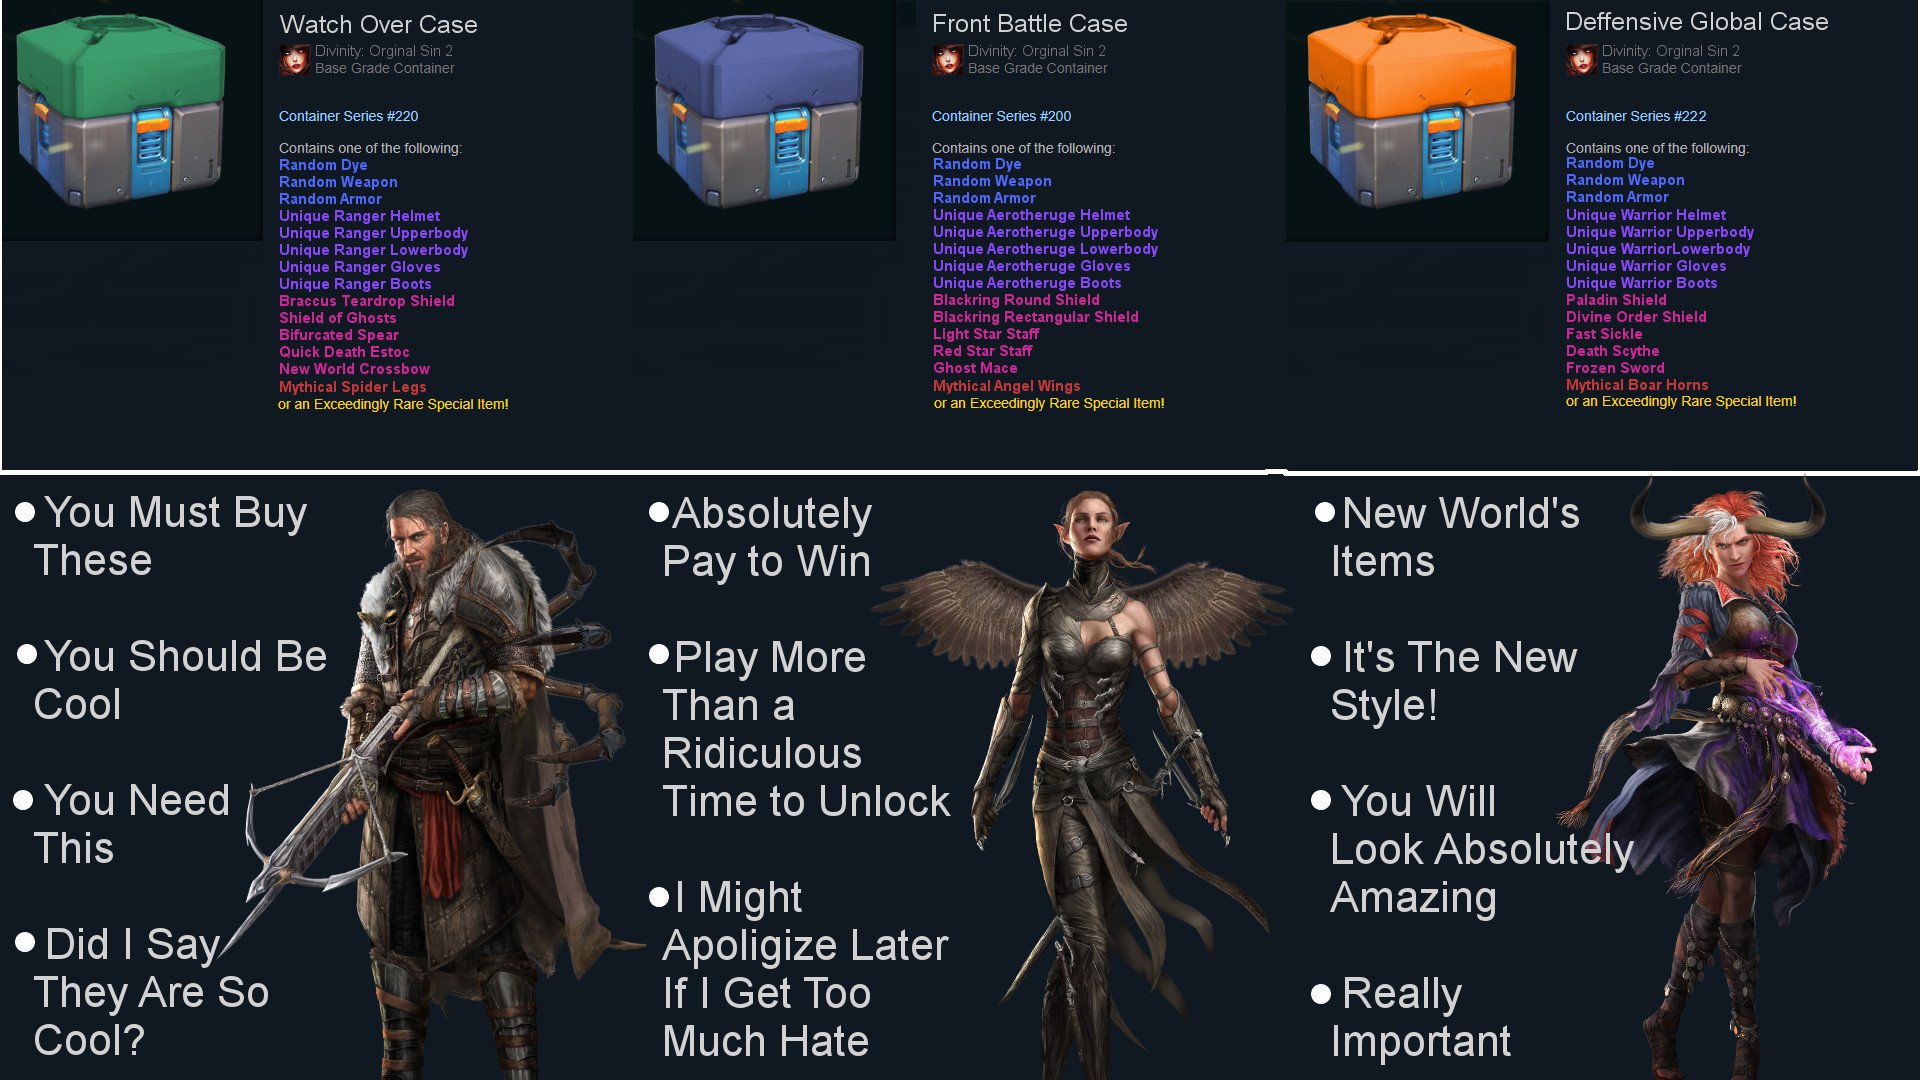 Watch Over Case
Divinity: Orginal Sin 2
Base Grade Container
Container Series #220
Contains one of the following:
Random Dye
Random Weapon
Random Armor
Unique Ranger Helmet
Unique Ranger Upperbody
Unique Ranger Lowerbody
Unique Ranger Gloves
Unique Ranger Boots
Braccus Teardrop Shield
Shield of Ghosts
Bifurcated Spear
Quick Death Estoc
New World Crossbow
Mythical Spider Legs
or an Exceedingly Rare Special Item!
Front Battle Case
Divinity: Orginal Sin 2
Base Grade Container
Container Series #200
Contains one of the following:
Random Dye
Random Weapon
Random Armor
Unique Aerotheruge Helmet
Unique Aerotheruge Upperbody
Unique Aerotheruge Lowerbody
Unique Aerotheruge Gloves
Unique Aerotheruge Boots
Blackring Round Shield
Blackring Rectangular Shield
Light Star Staff
Red Star Staff
Ghost Mace
Mythical Angel Wings
or an Exceedingly Rare Special Item!
Deffensive Global Case
Divinity: Orginal Sin 2
Base Grade Container
Container Series #222
Contains one of the following:
Random Dye
Random Weapon
Random Armor
Unique Warrior Helmet
Unique Warrior Upperbody
Unique WarriorLowerbody
Unique Warrior Gloves
Unique Warrior Boots
Paladin Shield
Divine Order Shield
Fast Sickle
Death Scythe
Frozen Sword
Mythical Boar Horns
or an Exceedingly Rare Special Item!
● You Must Buy
These
● You Should Be
Cool
● You Need
This
● Did I Say
They Are So
Cool?
● Absolutely
Pay to Win
● Play More
Than a
Ridiculous
Time to Unlock
● I Might
Apoligize Later
If I Get Too
Much Hate
● New World's
Items
● It's The New
Style!
● You Will
Look Absolutely
Amazing
● Really
Important